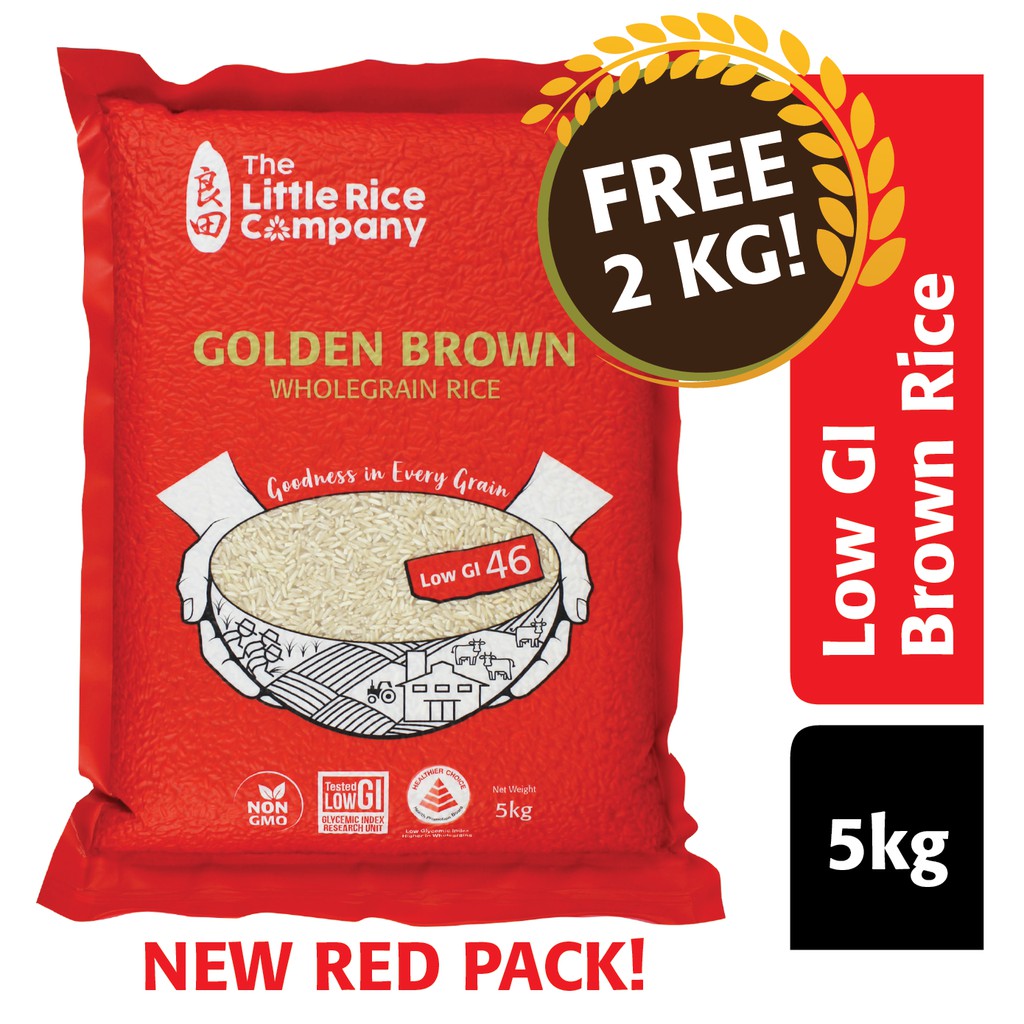 良田
The
Little Rice
Company
FREE
2 KG!
GOLDEN BROWN
WHOLEGRAIN RICE
Goodness in Every Grain
Low GI 46
NON
GMO
Tested
LOW GI
GLYCEMIC INDEX
RESEARCH UNIT
HEALTHIER CHOICE
Low Glycemic Index
Higher in Wholegrains
Net Weight
5kg
Low GI
Brown Rice
5kg
NEW RED PACK!